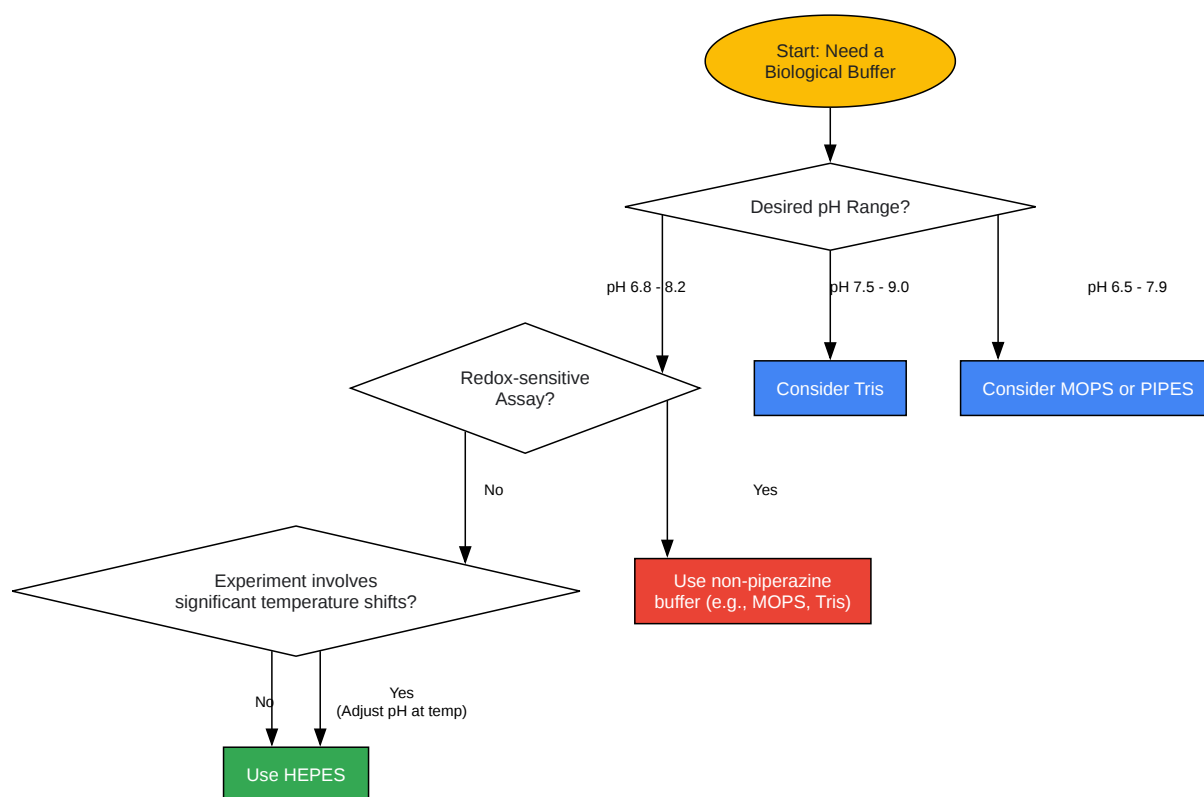 Start: Need a
Biological Buffer
Desired pH Range?
pH 6.8 - 8.2
pH 7.5 - 9.0
pH 6.5 - 7.9
Redox-sensitive
Assay?
Consider Tris
Consider MOPS or PIPES
No
Yes
Experiment involves
significant temperature shifts?
Use non-piperazine
buffer (e.g., MOPS, Tris)
No
Yes
(Adjust pH at temp)
Use HEPES